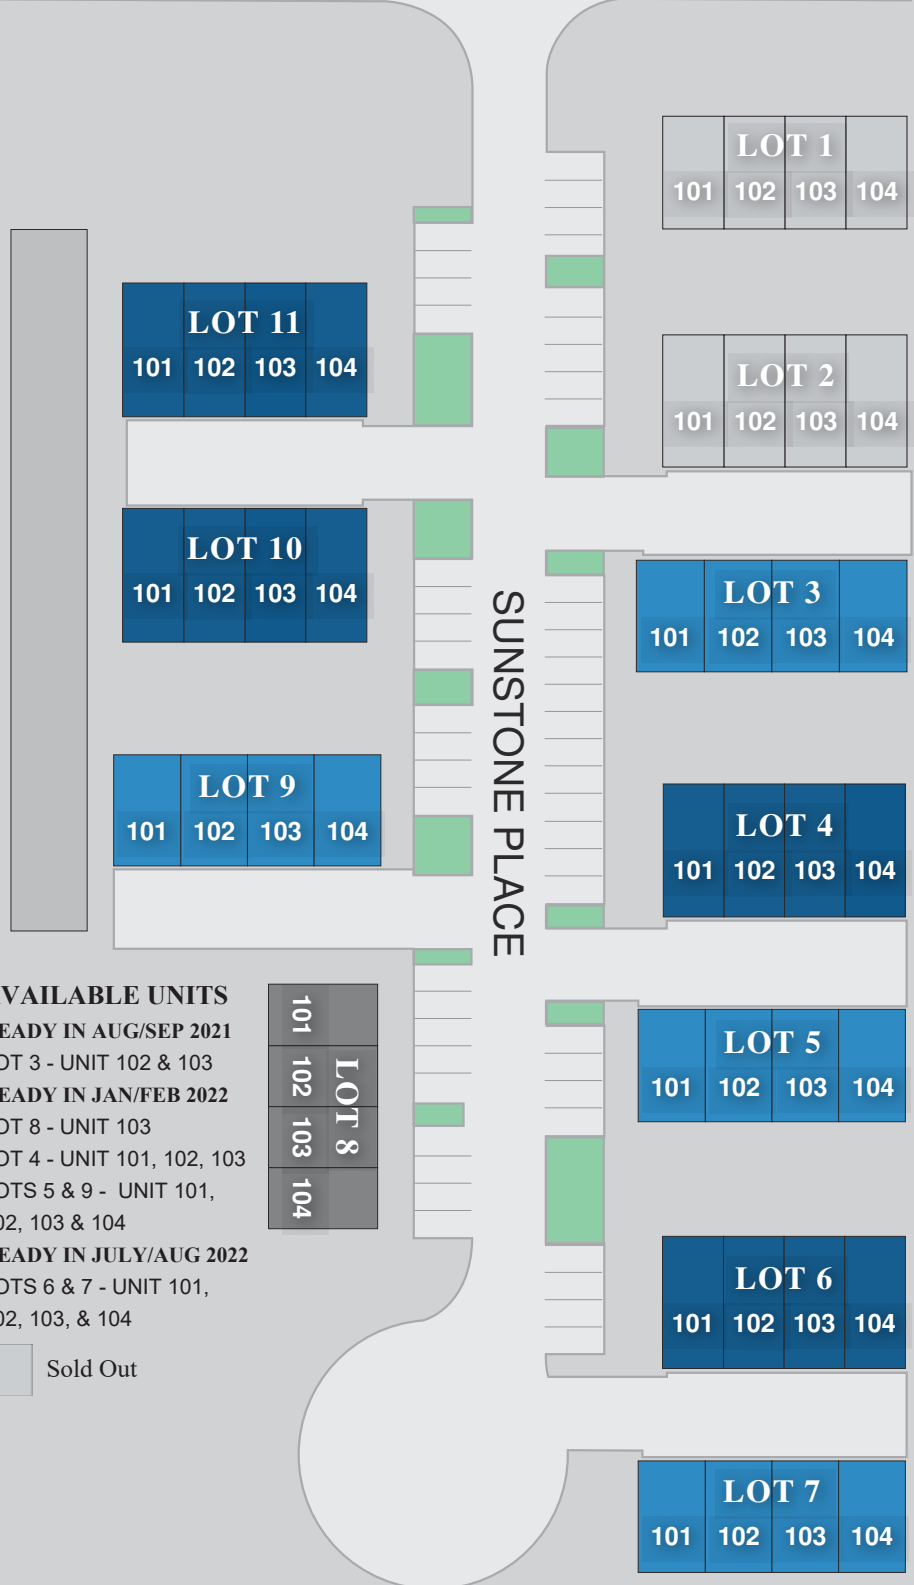 LOT 1
101 102 103 104
LOT 2
101 102 103 104
LOT 11
101 102 103 104
LOT 10
101 102 103 104
LOT 3
101 102 103 104
SUNSTONE PLACE
LOT 9
101 102 103 104
LOT 4
101 102 103 104
LOT 5
101 102 103 104
LOT 8
101 102 103 104
VAILABLE UNITS
EADY IN AUG/SEP 2021
OT 3 - UNIT 102 & 103
EADY IN JAN/FEB 2022
OT 8 - UNIT 103
OT 4 - UNIT 101, 102, 103
OTS 5 & 9 - UNIT 101,
02, 103 & 104
EADY IN JULY/AUG 2022
OTS 6 & 7 - UNIT 101,
02, 103, & 104
Sold Out
LOT 6
101 102 103 104
LOT 7
101 102 103 104